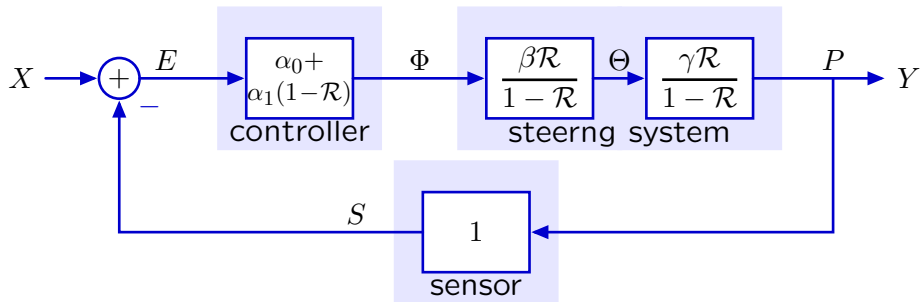 X
+
−
E
α₀+
α₁(1−ℛ)
controller
Φ
βℛ
1 − ℛ
Θ
γℛ
1 − ℛ
steerng system
P
Y
S
1
sensor